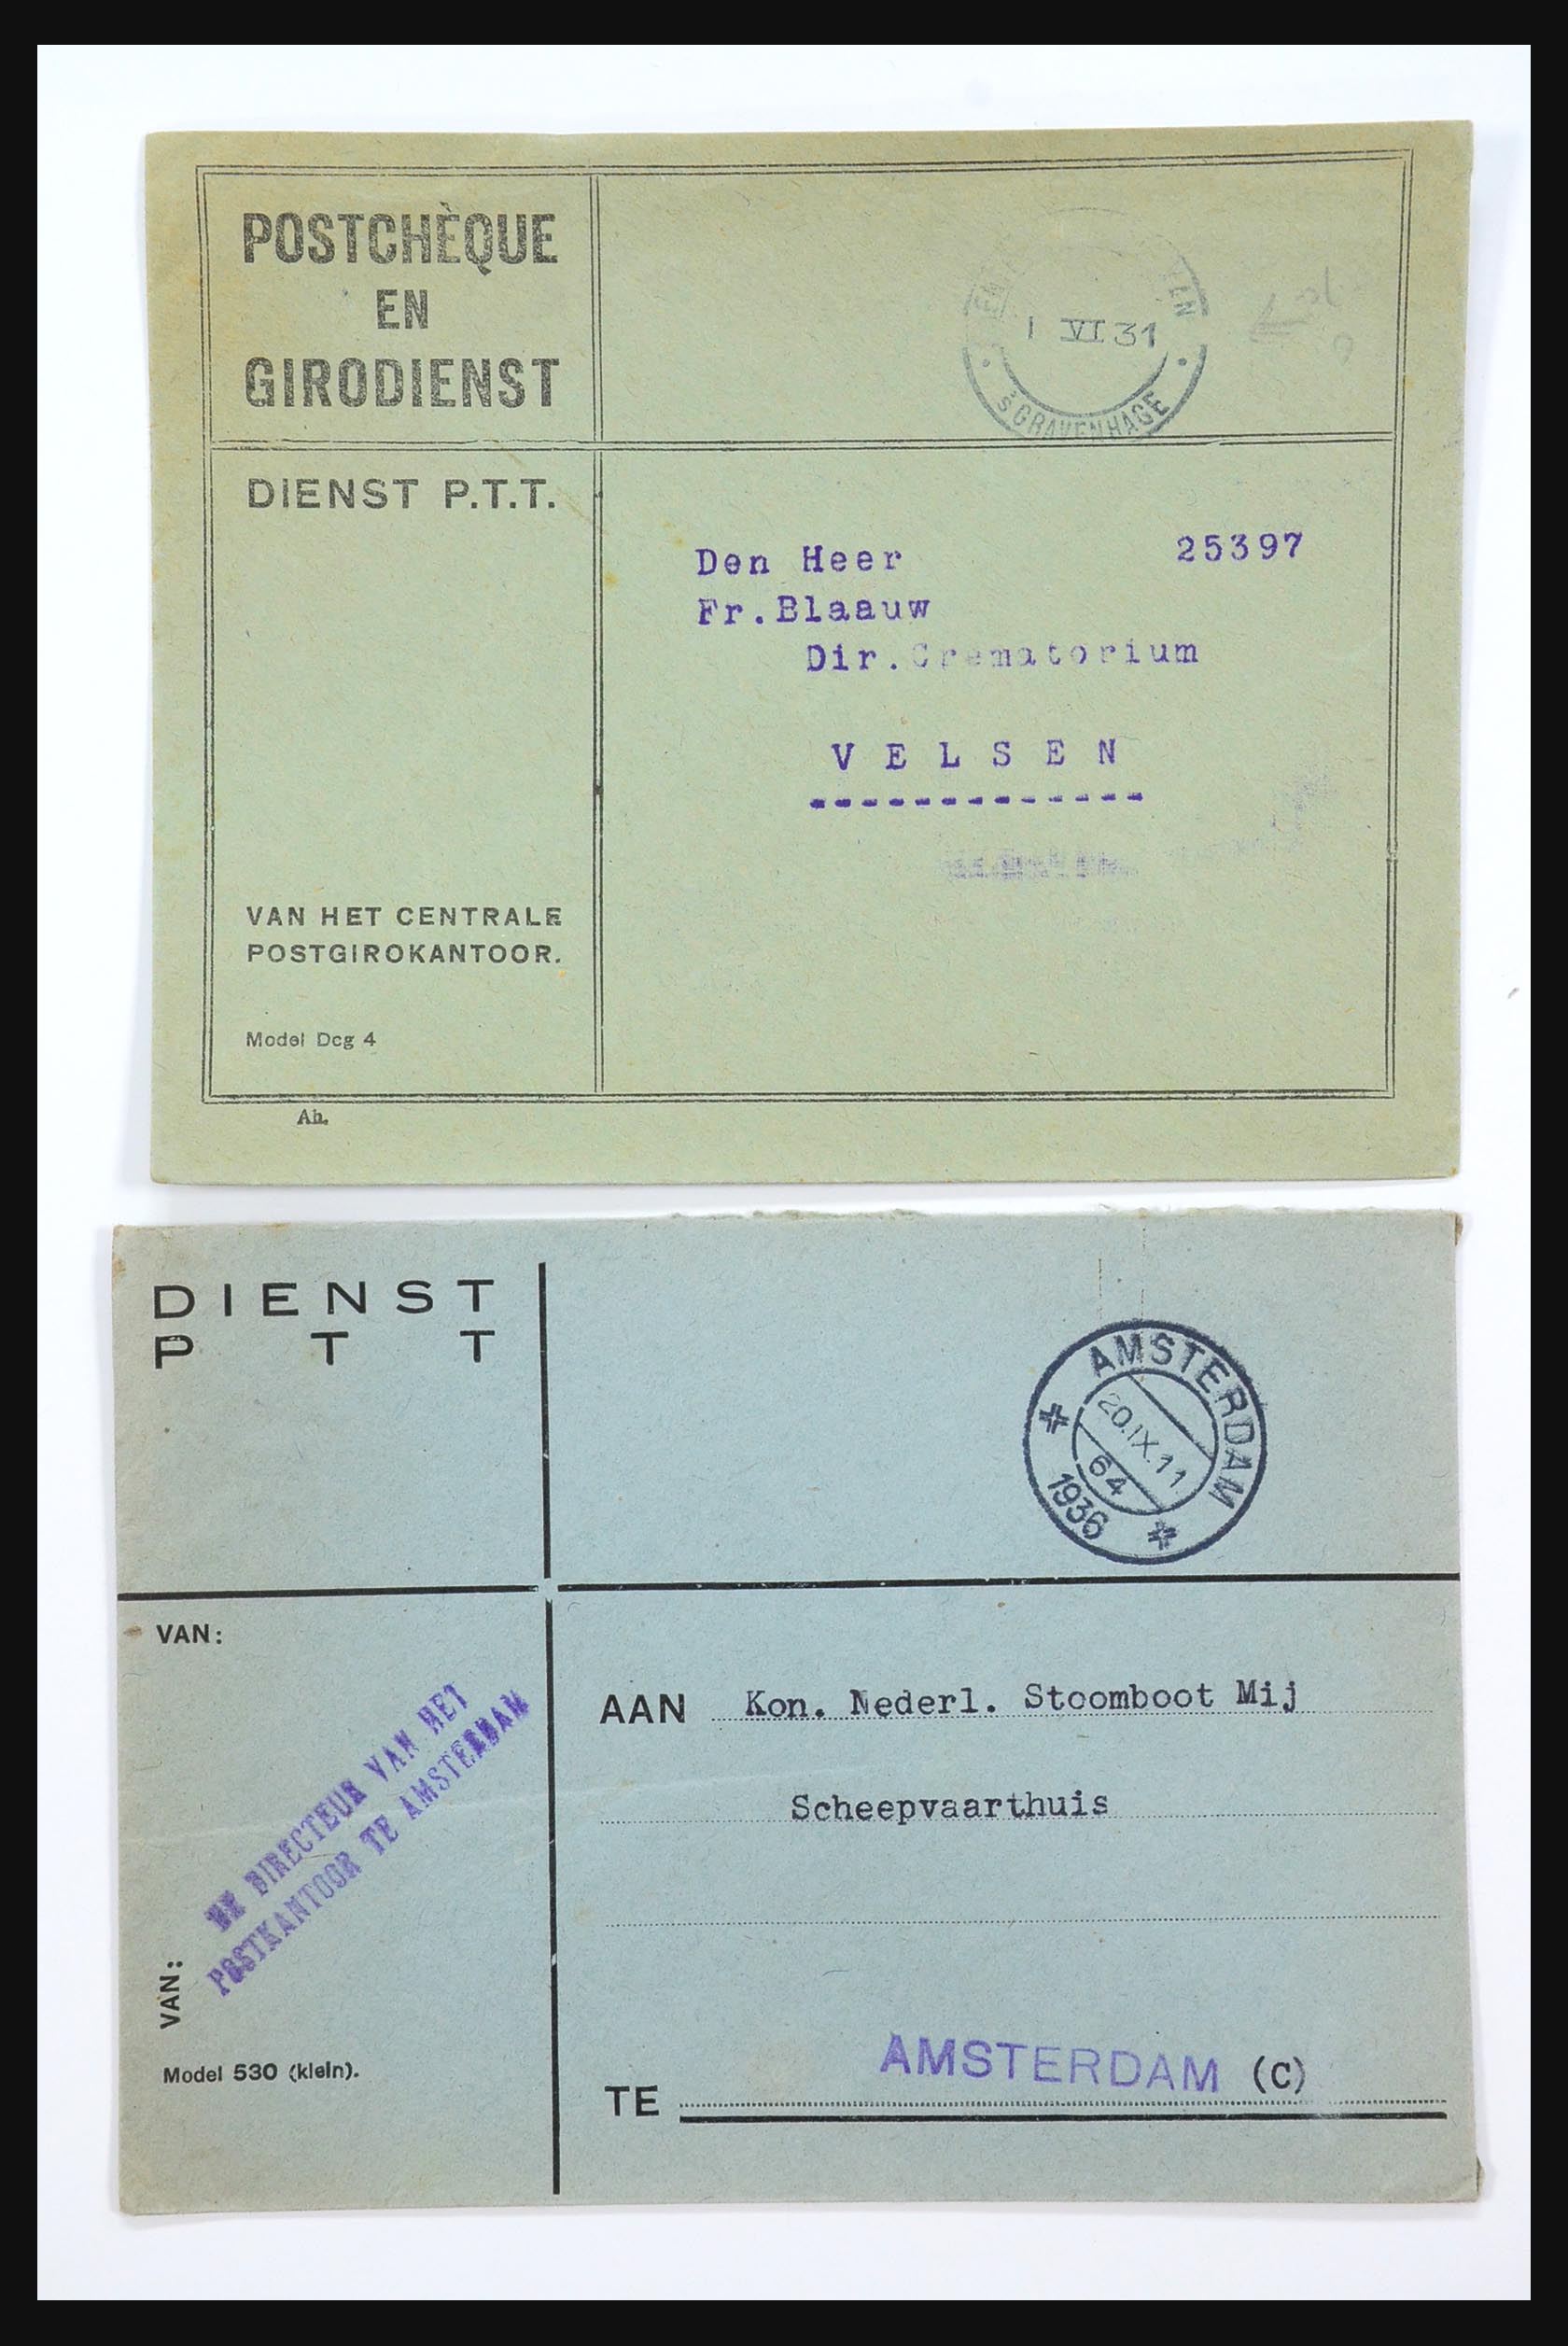 POSTCHÈQUE
EN
GIRODIENST
1 VI 31
'S GRAVENHAGE
DIENST P.T.T.
Den Heer 25397
Fr.Blaauw
Dir.Crematorium
VELSEN
-------------
VAN HET CENTRALE
POSTGIROKANTOOR.
Model Dcg 4
Ah.
DIENST
P T T
AMSTERDAM
20.IX.11
64
1936
VAN:
DE DIRECTEUR VAN HET
POSTKANTOOR TE AMSTERDAM
VAN:
Model 530 (klein).
AAN Kon. Nederl. Stoomboot Mij
Scheepvaarthuis
TE AMSTERDAM (C)